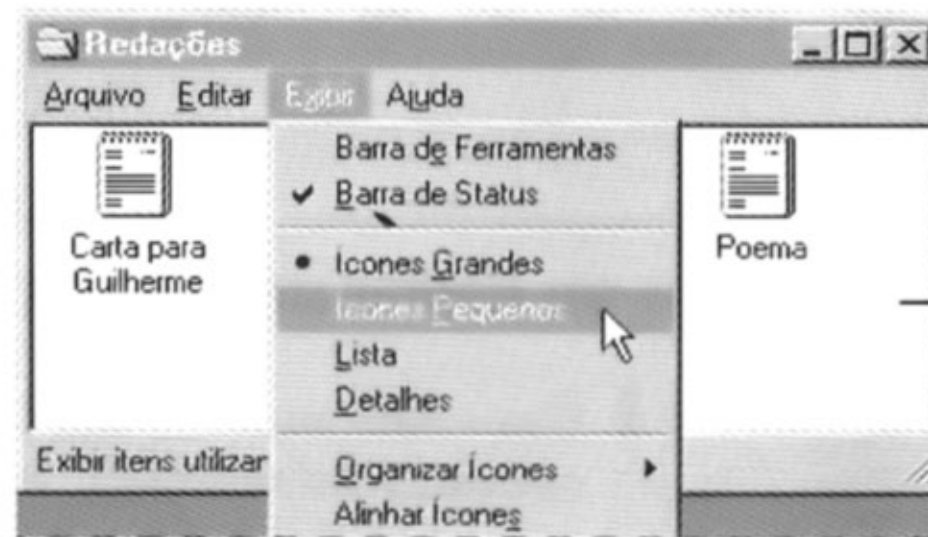 Redações
Arquivo Editar Exibir Ajuda
Barra de Ferramentas
Barra de Status
Ícones Grandes
Ícones Pequenos
Lista
Detalhes
Organizar Ícones
Alinhar Ícones
Carta para
Guilherme
Poema
Exibir itens utilizan